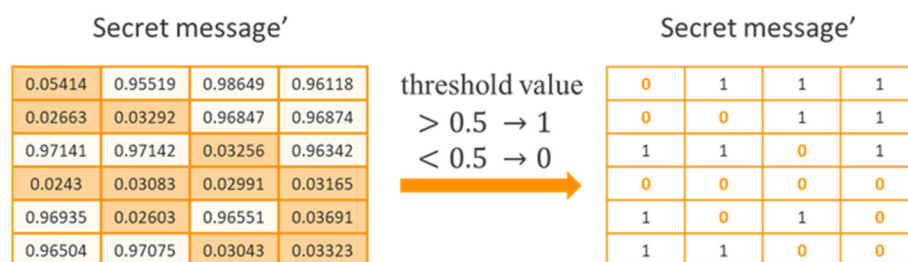 Secret message’ Secret message’
0.05414 0.95519 0.98649 0.96118 threshold value 0 1 1 1
0.02663 0.03292 0.96847 0.96874 > 0.5 → 1 0 0 1 1
0.97141 0.97142 0.03256 0.96342 < 0.5 → 0 1 1 0 1
0.0243 0.03083 0.02991 0.03165 0 0 0 0
0.96935 0.02603 0.96551 0.03691 1 0 1 0
0.96504 0.97075 0.03043 0.03323 1 1 0 0